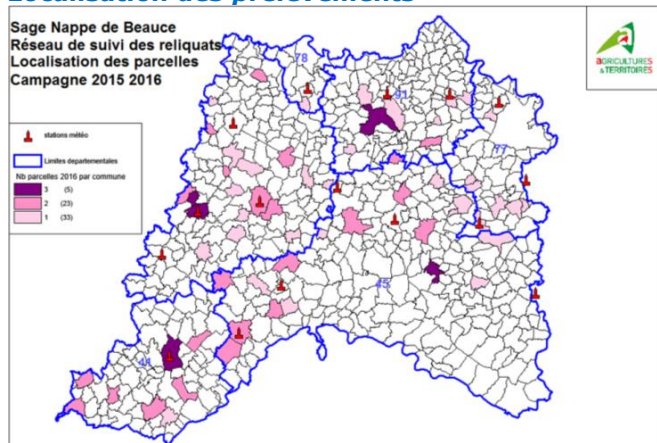 Localisation des prélèvements
Sage Nappe de Beauce
Réseau de suivi des reliquats
Localisation des parcelles
Campagne 2015 2016
AGRICULTURES
& TERRITOIRES
stations météo
Limites departementales
Nb parcelles 2016 par commune
3 (5)
2 (23)
1 (33)
78
91
77
45
41